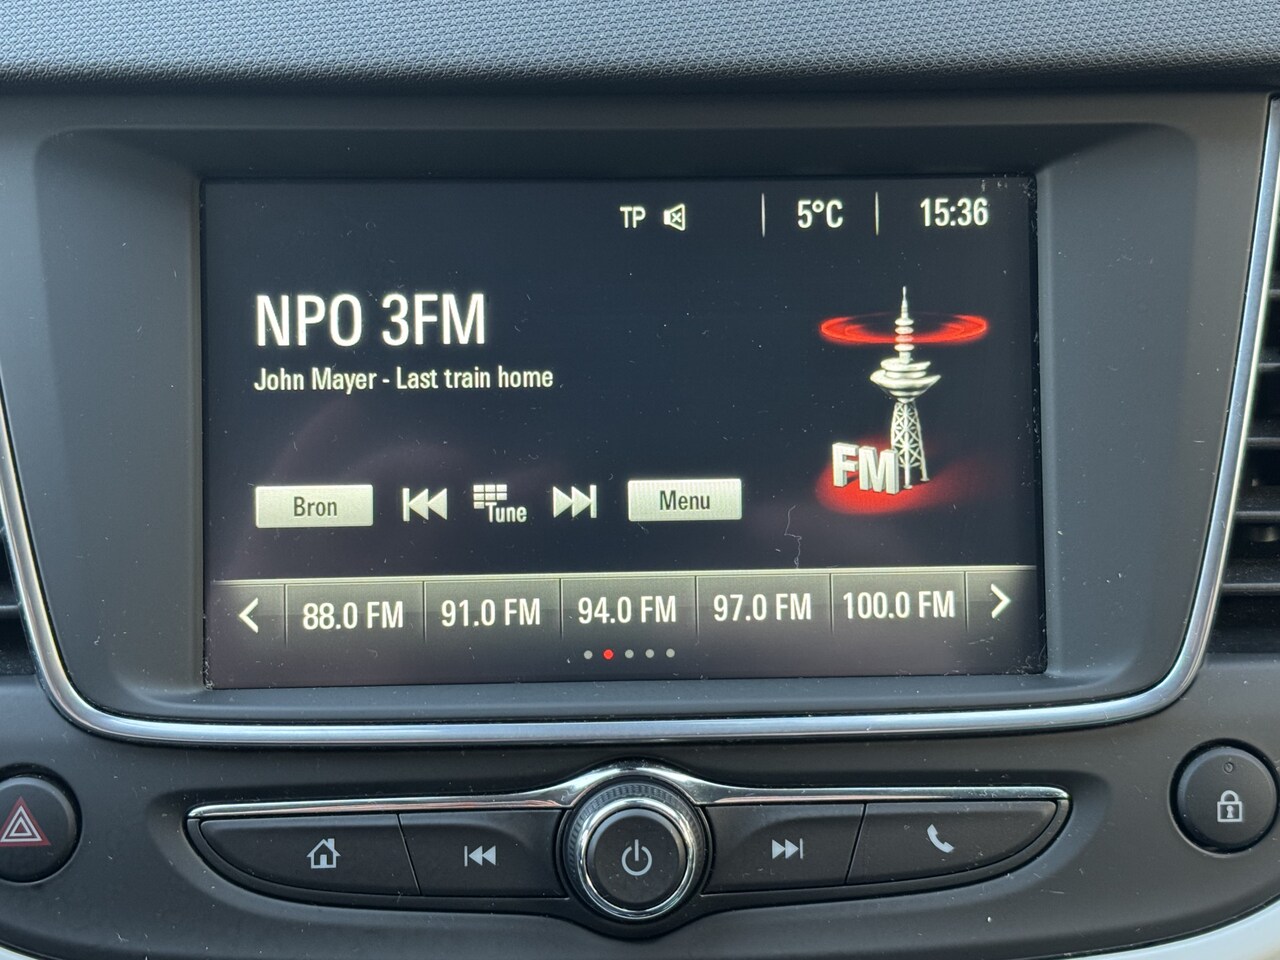 TP 5°C 15:36
NPO 3FM
John Mayer - Last train home
FM
Bron Tune Menu
88.0 FM 91.0 FM 94.0 FM 97.0 FM 100.0 FM